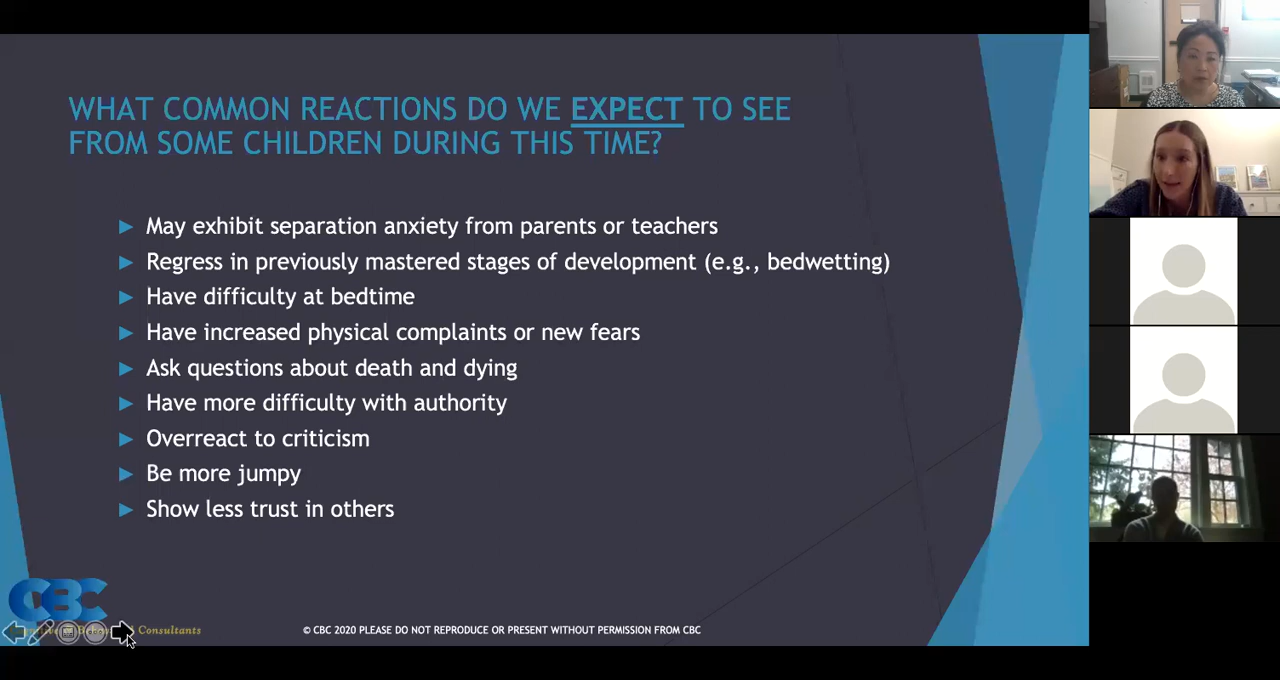 WHAT COMMON REACTIONS DO WE EXPECT TO SEE
FROM SOME CHILDREN DURING THIS TIME?
May exhibit separation anxiety from parents or teachers
Regress in previously mastered stages of development (e.g., bedwetting)
Have difficulty at bedtime
Have increased physical complaints or new fears
Ask questions about death and dying
Have more difficulty with authority
Overreact to criticism
Be more jumpy
Show less trust in others
CBC
Consultants
© CBC 2020 PLEASE DO NOT REPRODUCE OR PRESENT WITHOUT PERMISSION FROM CBC